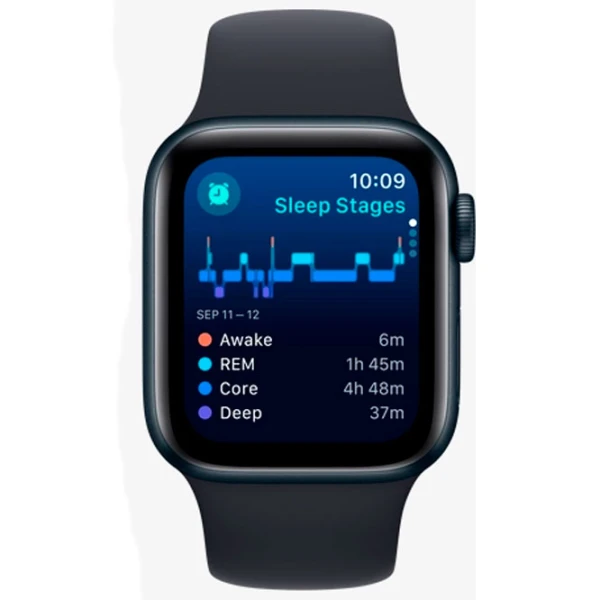 10:09
Sleep Stages
SEP 11 – 12
Awake 6m
REM 1h 45m
Core 4h 48m
Deep 37m